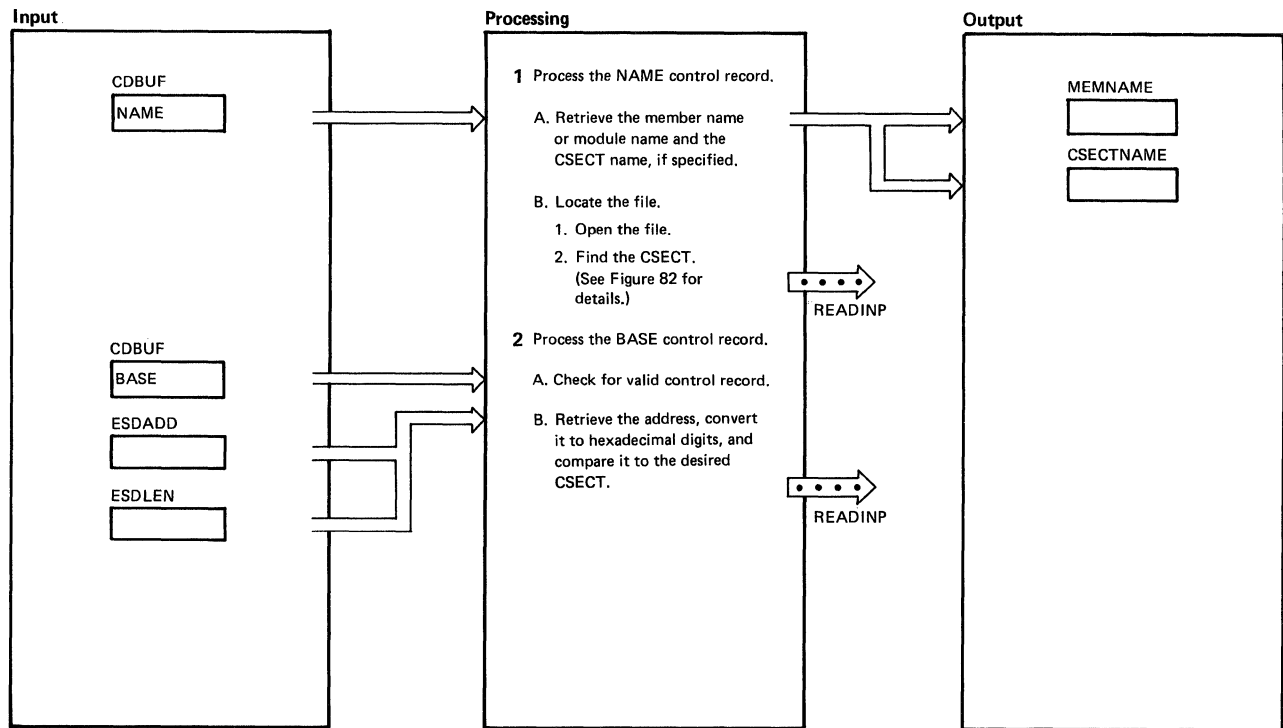 Input
CDBUF
NAME
CDBUF
BASE
ESDADD
ESDLEN
Processing
1 Process the NAME control record.
A. Retrieve the member name
or module name and the
CSECT name, if specified.
B. Locate the file.
1. Open the file.
2. Find the CSECT.
(See Figure 82 for
details.)
READINP
2 Process the BASE control record.
A. Check for valid control record.
B. Retrieve the address, convert
it to hexadecimal digits, and
compare it to the desired
CSECT.
READINP
Output
MEMNAME
CSECTNAME